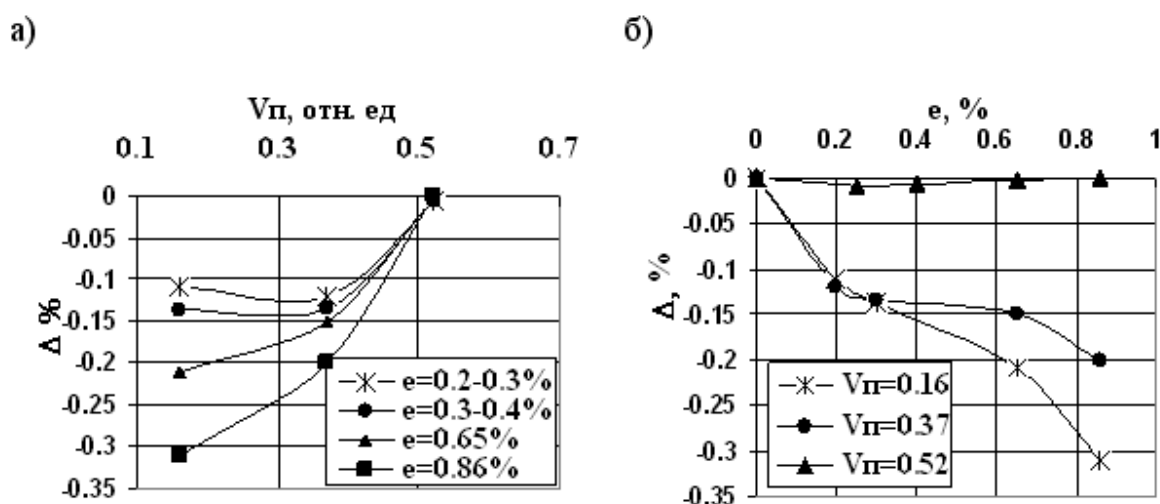 а)
Vп, отн. ед
0.1 0.3 0.5 0.7
0
-0.05
-0.1
-0.15
-0.2
-0.25
-0.3
-0.35
Δ %
e=0.2-0.3%
e=0.3-0.4%
e=0.65%
e=0.86%
б)
e, %
0 0.2 0.4 0.6 0.8 1
0
-0.05
-0.1
-0.15
-0.2
-0.25
-0.3
-0.35
Δ, %
Vп=0.16
Vп=0.37
Vп=0.52